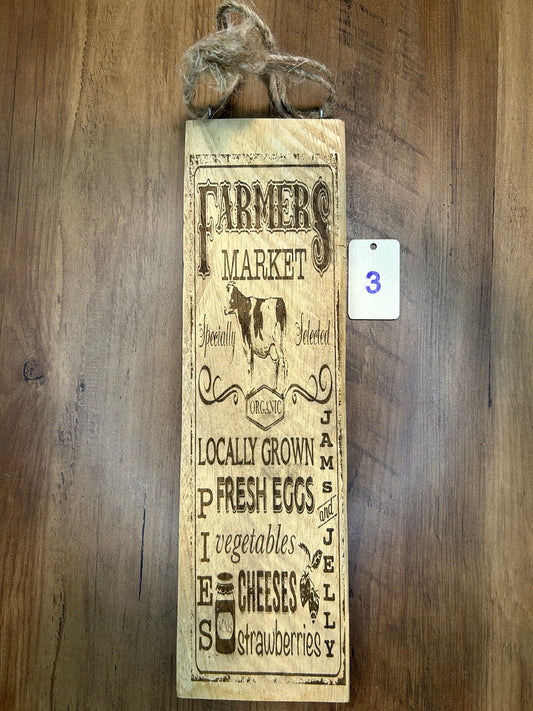 FARMERS
MARKET
Specially Selected
ORGANIC
LOCALLY GROWN
FRESH EGGS
vegetables
CHEESES
strawberries
PIES
JAMS and JELLY
3